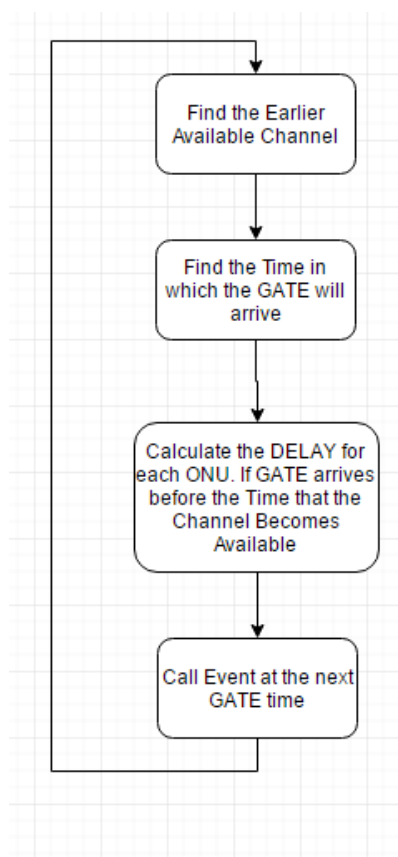 Find the Earlier
Available Channel
Find the Time in
which the GATE will
arrive
Calculate the DELAY for
each ONU. If GATE arrives
before the Time that the
Channel Becomes
Available
Call Event at the next
GATE time